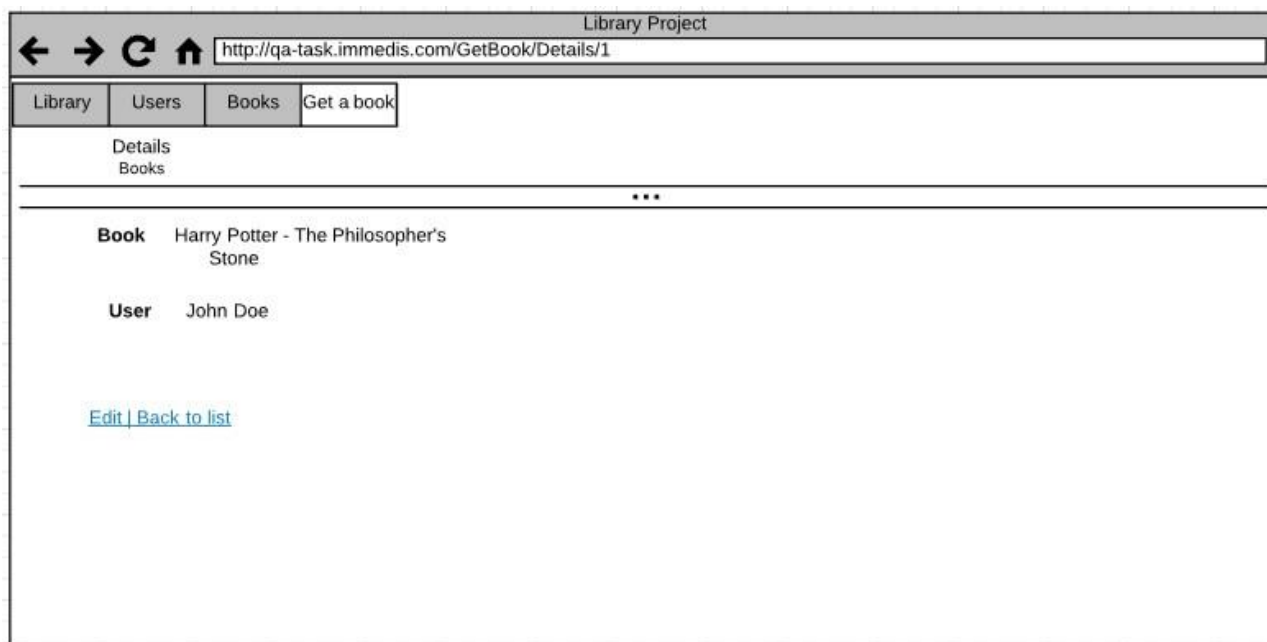 Library Project
http://qa-task.immedis.com/GetBook/Details/1
Library Users Books Get a book
Details
Books
...
Book Harry Potter - The Philosopher's
Stone
User John Doe
Edit | Back to list